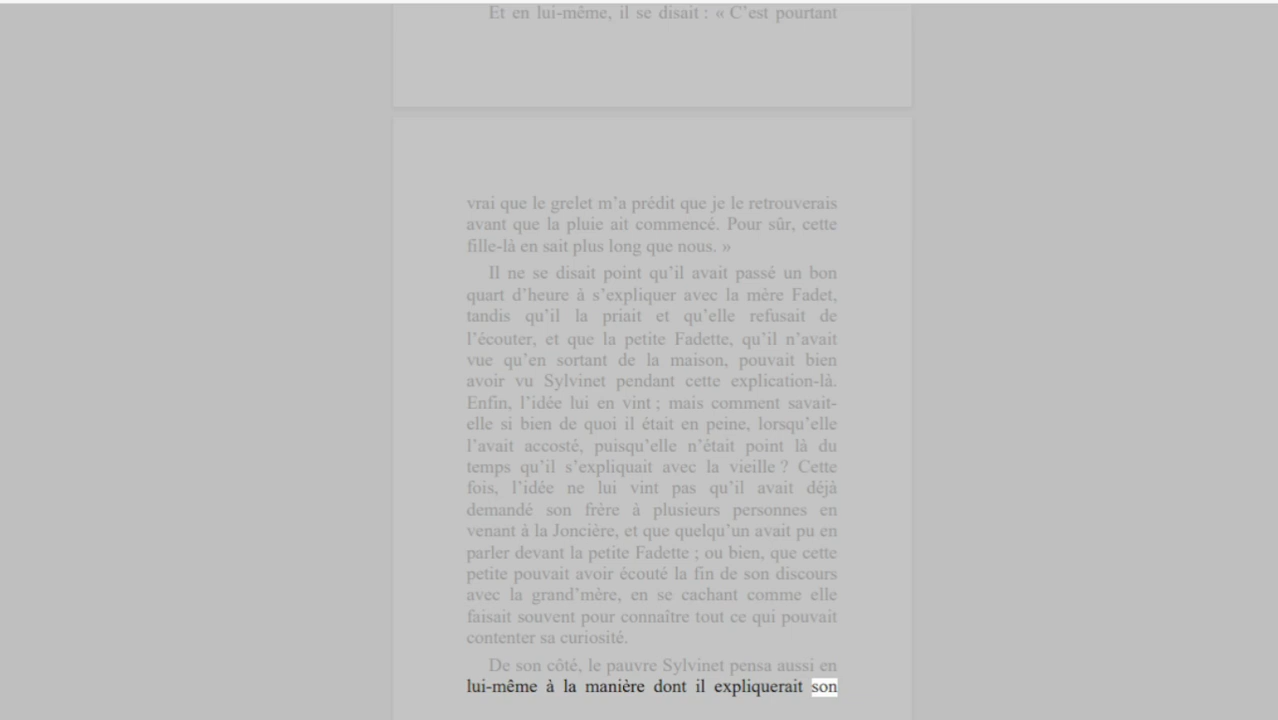 Et en lui-même, il se disait : « C’est pourtant
vrai que le grelet m’a prédit que je le retrouverais
avant que la pluie ait commencé. Pour sûr, cette
fille-là en sait plus long que nous. »
Il ne se disait point qu’il avait passé un bon
quart d’heure à s’expliquer avec la mère Fadet,
tandis qu’il la priait et qu’elle refusait de
l’écouter, et que la petite Fadette, qu’il n’avait
vue qu’en sortant de la maison, pouvait bien
avoir vu Sylvinet pendant cette explication-là.
Enfin, l’idée lui en vint ; mais comment savait-
elle si bien de quoi il était en peine, lorsqu’elle
l’avait accosté, puisqu’elle n’était point là du
temps qu’il s’expliquait avec la vieille ? Cette
fois, l’idée ne lui vint pas qu’il avait déjà
demandé son frère à plusieurs personnes en
venant à la Joncière, et que quelqu’un avait pu en
parler devant la petite Fadette ; ou bien, que cette
petite pouvait avoir écouté la fin de son discours
avec la grand’mère, en se cachant comme elle
faisait souvent pour connaître tout ce qui pouvait
contenter sa curiosité.
De son côté, le pauvre Sylvinet pensa aussi en
lui-même à la manière dont il expliquerait son